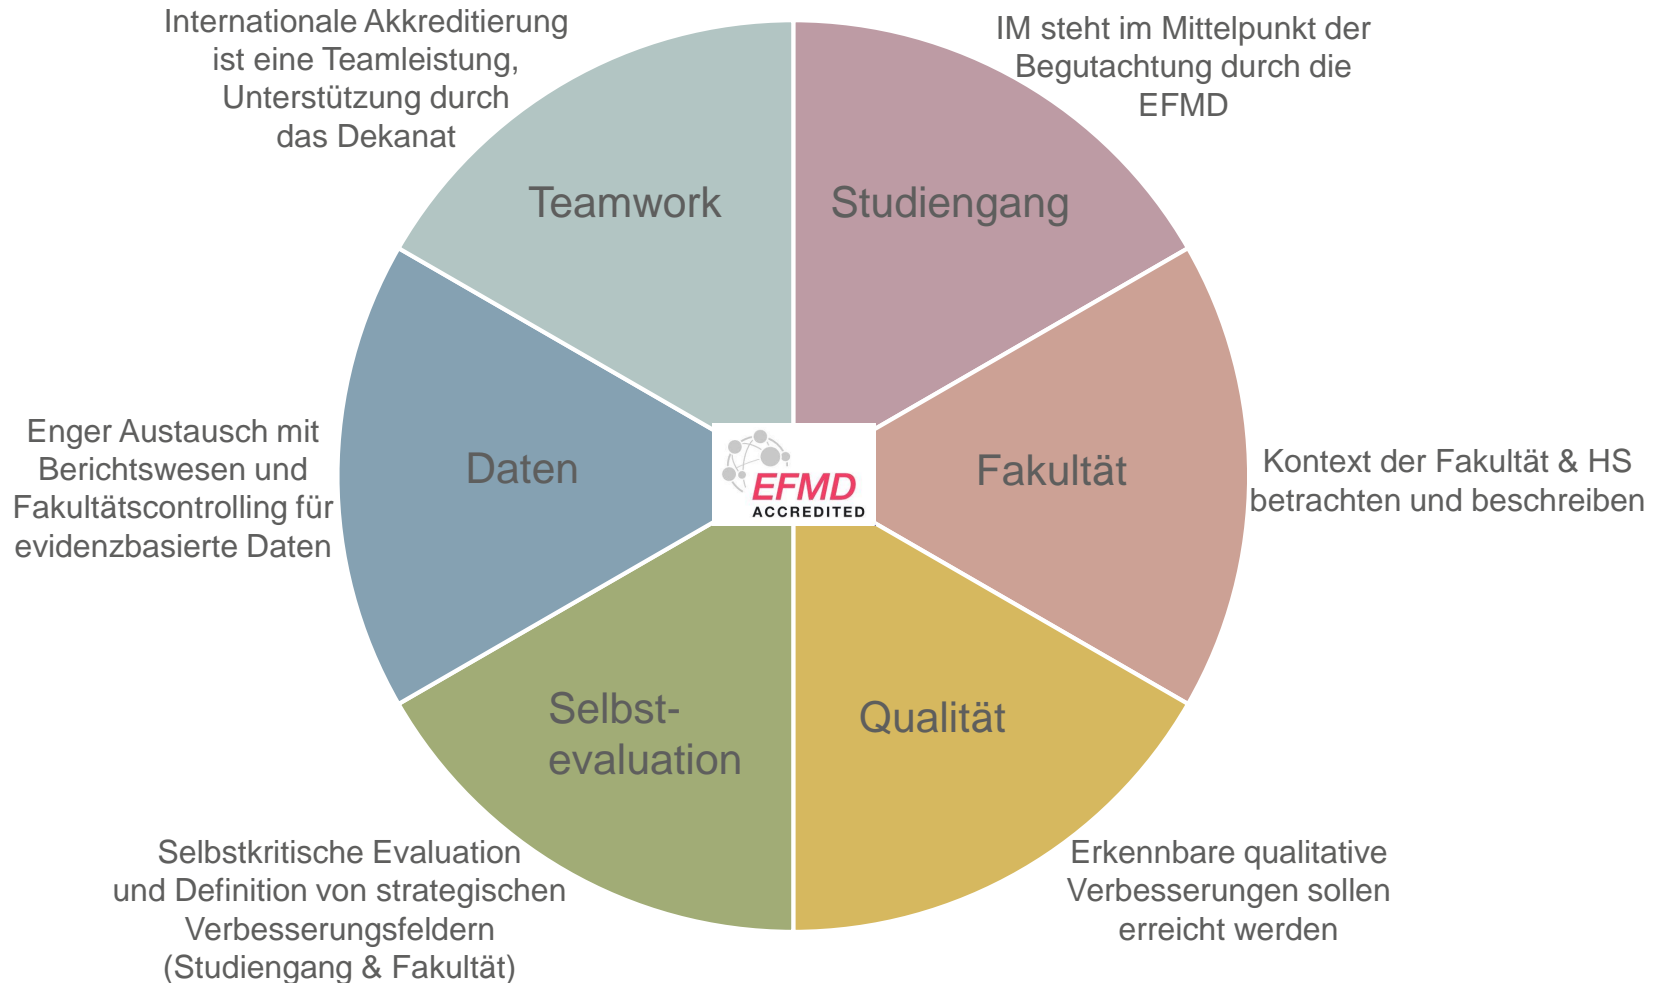 Internationale Akkreditierung
ist eine Teamleistung,
Unterstützung durch
das Dekanat
IM steht im Mittelpunkt der
Begutachtung durch die
EFMD
Teamwork
Studiengang
Enger Austausch mit
Berichtswesen und
Fakultätscontrolling für
evidenzbasierte Daten
Daten
EFMD
ACCREDITED
Fakultät
Kontext der Fakultät & HS
betrachten und beschreiben
Selbst-
evaluation
Qualität
Selbstkritische Evaluation
und Definition von strategischen
Verbesserungsfeldern
(Studiengang & Fakultät)
Erkennbare qualitative
Verbesserungen sollen
erreicht werden